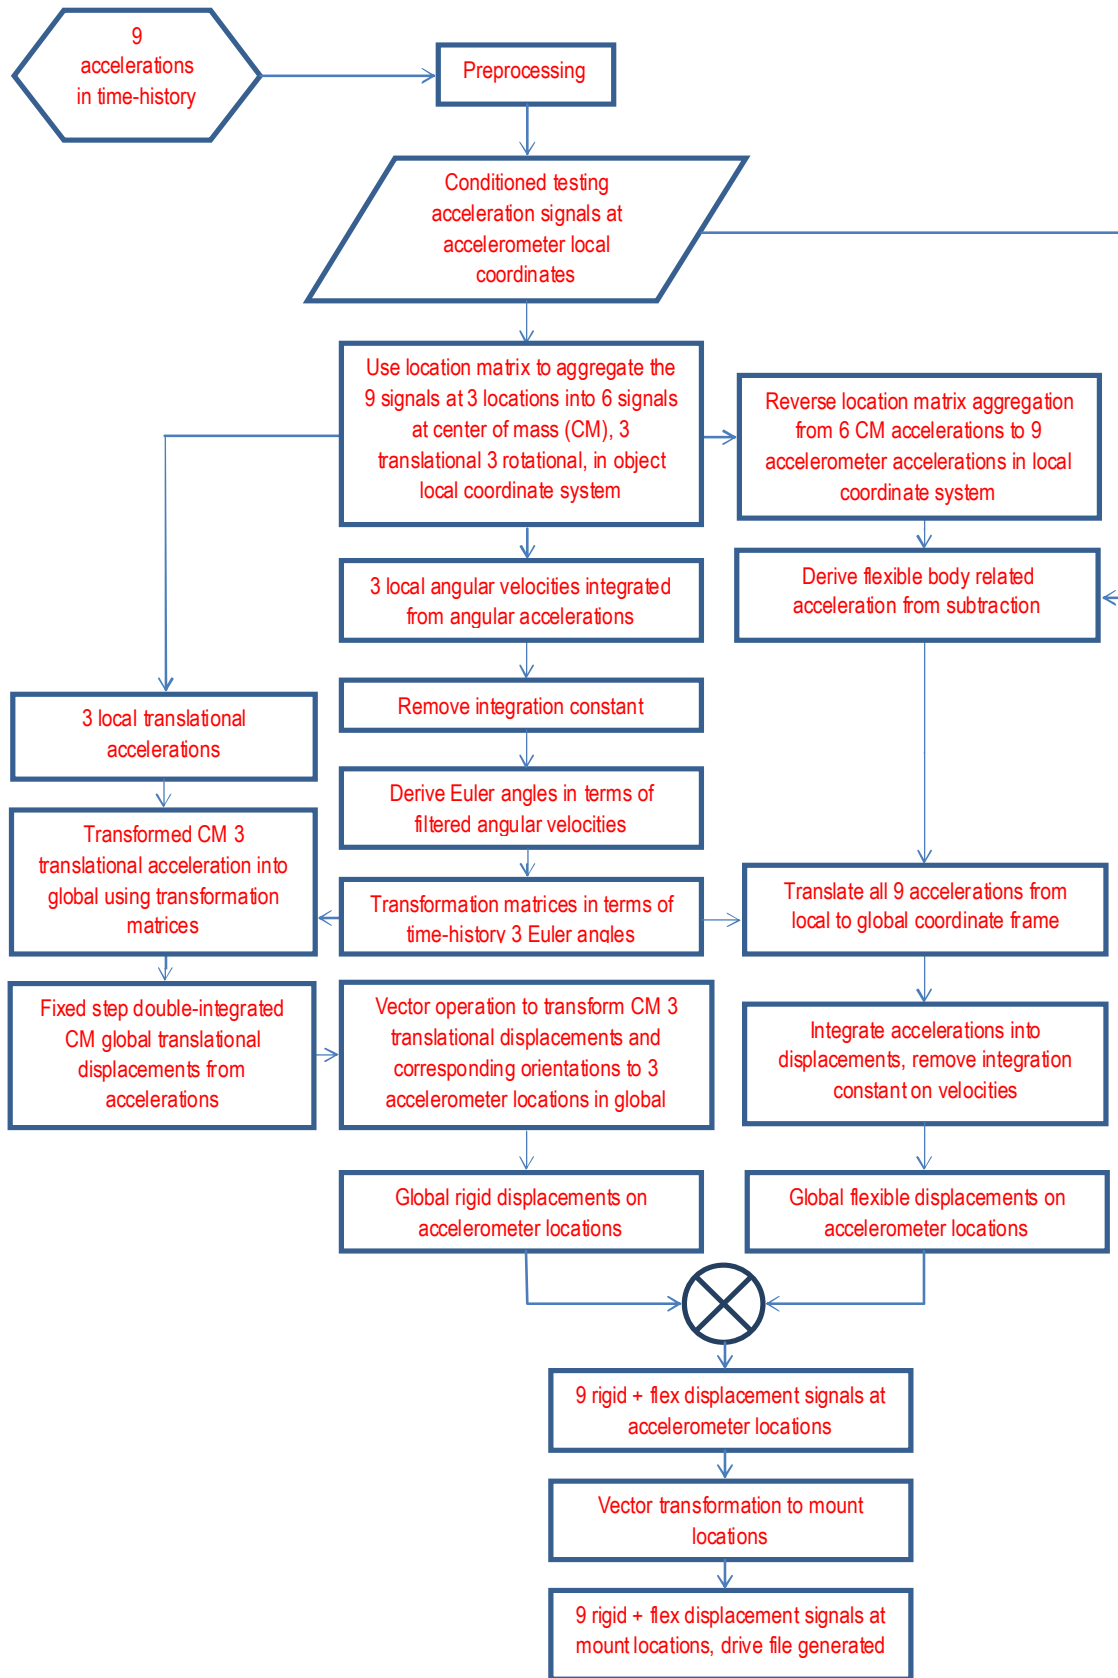 9
accelerations
in time-history
Preprocessing
Conditioned testing
acceleration signals at
accelerometer local
coordinates
Use location matrix to aggregate the
9 signals at 3 locations into 6 signals
at center of mass (CM), 3
translational 3 rotational, in object
local coordinate system
Reverse location matrix aggregation
from 6 CM accelerations to 9
accelerometer accelerations in local
coordinate system
3 local angular velocities integrated
from angular accelerations
Derive flexible body related
acceleration from subtraction
Remove integration constant
3 local translational
accelerations
Derive Euler angles in terms of
filtered angular velocities
Transformed CM 3
translational acceleration into
global using transformation
matrices
Transformation matrices in terms of
time-history 3 Euler angles
Translate all 9 accelerations from
local to global coordinate frame
Fixed step double-integrated
CM global translational
displacements from
accelerations
Vector operation to transform CM 3
translational displacements and
corresponding orientations to 3
accelerometer locations in global
Integrate accelerations into
displacements, remove integration
constant on velocities
Global rigid displacements on
accelerometer locations
Global flexible displacements on
accelerometer locations
9 rigid + flex displacement signals at
accelerometer locations
Vector transformation to mount
locations
9 rigid + flex displacement signals at
mount locations, drive file generated